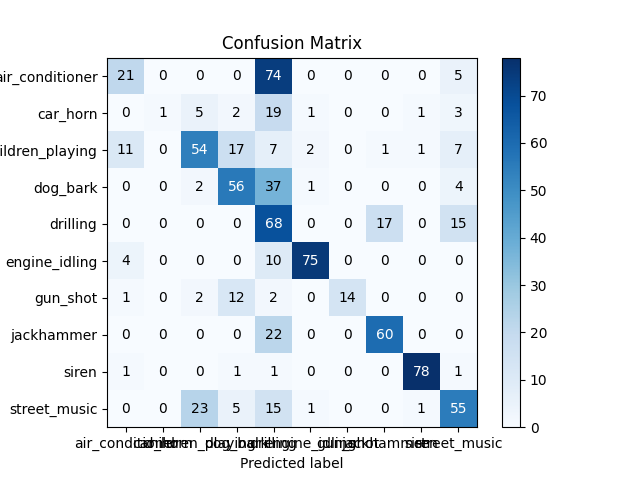 Confusion Matrix
air_conditioner 21 0 0 0 74 0 0 0 0 5
car_horn 0 1 5 2 19 1 0 0 1 3
ildren_playing 11 0 54 17 7 2 0 1 1 7
dog_bark 0 0 2 56 37 1 0 0 0 4
drilling 0 0 0 0 68 0 0 17 0 15
engine_idling 4 0 0 0 10 75 0 0 0 0
gun_shot 1 0 2 12 2 0 14 0 0 0
jackhammer 0 0 0 0 22 0 0 60 0 0
siren 1 0 0 1 1 0 0 0 78 1
street_music 0 0 23 5 15 1 0 0 1 55
air_conditioner street_music
Predicted label
70
60
50
40
30
20
10
0